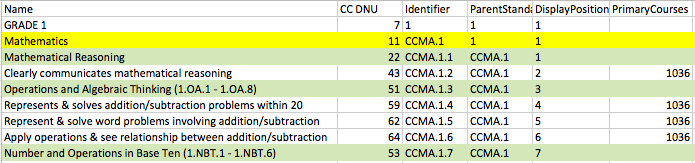 Name CC DNU Identifier ParentStanda DisplayPosition PrimaryCourses
GRADE 1 7 1 1 1
Mathematics 11 CCMA.1 1 1
Mathematical Reasoning 22 CCMA.1.1 CCMA.1 1
Clearly communicates mathematical reasoning 43 CCMA.1.2 CCMA.1 2 1036
Operations and Algebraic Thinking (1.OA.1 - 1.OA.8) 51 CCMA.1.3 CCMA.1 3
Represents & solves addition/subtraction problems within 20 59 CCMA.1.4 CCMA.1 4 1036
Represent & solve word problems involving addition/subtraction 62 CCMA.1.5 CCMA.1 5 1036
Apply operations & see relationship between addition/subtraction 64 CCMA.1.6 CCMA.1 6 1036
Number and Operations in Base Ten (1.NBT.1 - 1.NBT.6) 53 CCMA.1.7 CCMA.1 7